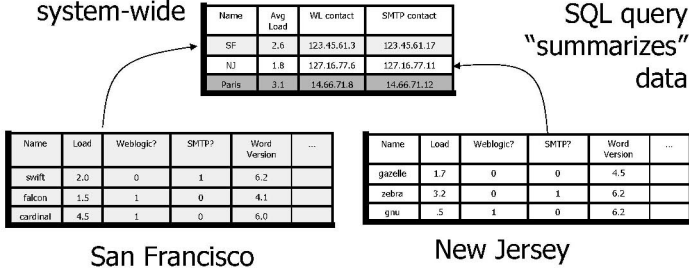 system-wide
SQL query
"summarizes"
data
Name Avg Load WL contact SMTP contact
SF 2.6 123.45.61.3 123.45.61.17
NJ 1.8 127.16.77.6 127.16.77.11
Paris 3.1 14.66.71.8 14.66.71.12
Name Load Weblogic? SMTP? Word Version ...
swift 2.0 0 1 6.2
falcon 1.5 1 0 4.1
cardinal 4.5 1 0 6.0
San Francisco
Name Load Weblogic? SMTP? Word Version ...
gazelle 1.7 0 0 4.5
zebra 3.2 0 1 6.2
gnu .5 1 0 6.2
New Jersey